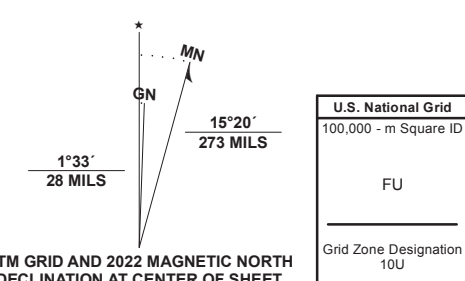 MN
GN
15°20´
273 MILS
1°33´
28 MILS
TM GRID AND 2022 MAGNETIC NORTH
DECLINATION AT CENTER OF SHEET
U.S. National Grid
100,000 - m Square ID
FU
Grid Zone Designation
10U